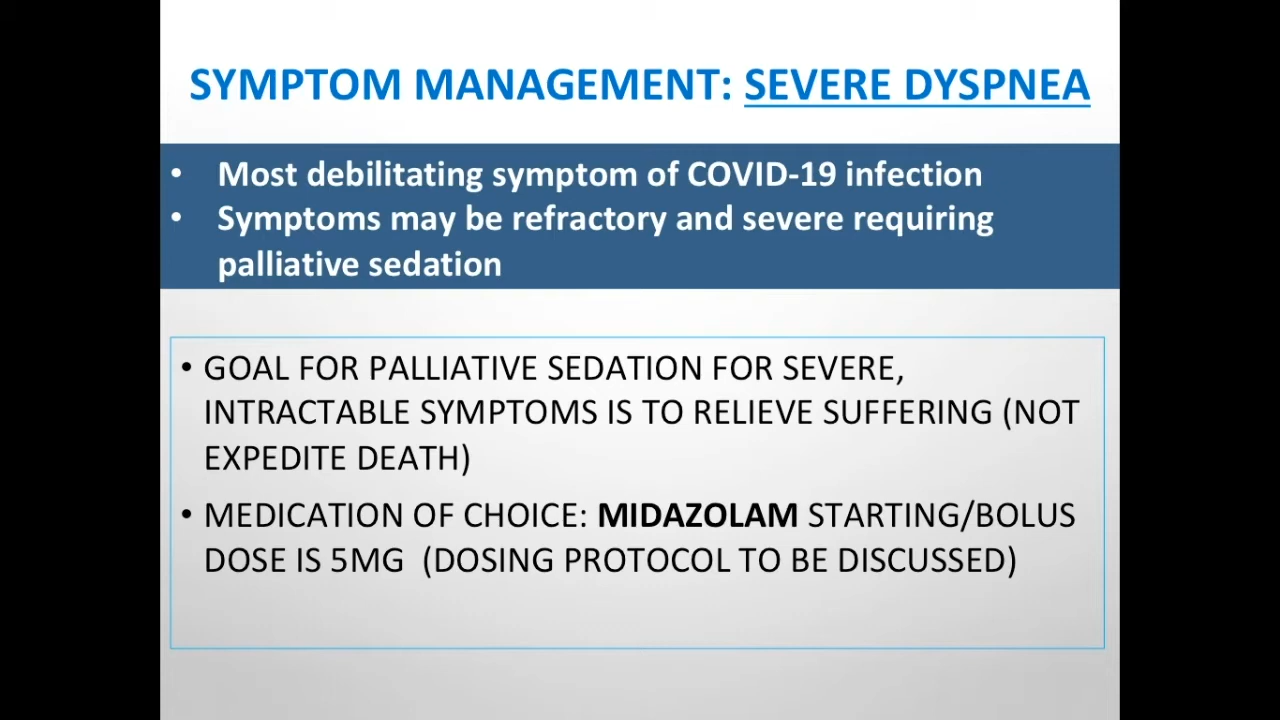 SYMPTOM MANAGEMENT: SEVERE DYSPNEA
• Most debilitating symptom of COVID-19 infection
• Symptoms may be refractory and severe requiring
palliative sedation
• GOAL FOR PALLIATIVE SEDATION FOR SEVERE,
INTRACTABLE SYMPTOMS IS TO RELIEVE SUFFERING (NOT
EXPEDITE DEATH)
• MEDICATION OF CHOICE: MIDAZOLAM STARTING/BOLUS
DOSE IS 5MG (DOSING PROTOCOL TO BE DISCUSSED)